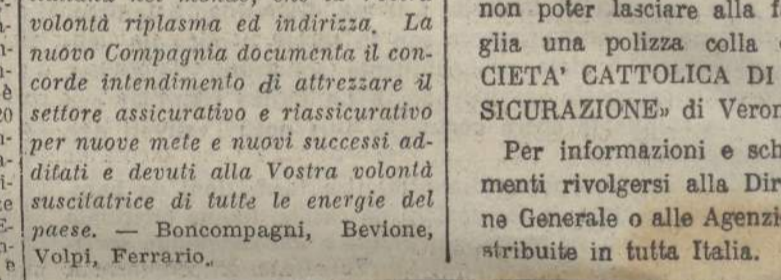 volontà riplasma ed indirizza. La
nuovo Compagnia documenta il con-
corde intendimento di attrezzare il
settore assicurativo e riassicurativo
per nuove mete e nuovi successi ad-
ditati e devuti alla Vostra volontà
suscitatrice di tutte le energie del
paese. — Boncompagni, Bevione,
Volpi, Ferrario.
non poter lasciare alla f
glia una polizza colla
CIETA' CATTOLICA DI
SICURAZIONE» di Veron
Per informazioni e sch
menti rivolgersi alla Dir
ne Generale o alle Agenzi
stribuite in tutta Italia.